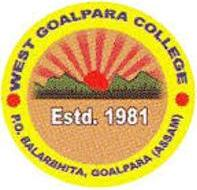 WEST GOALPARA COLLEGE
Estd. 1981
P.O. BALARBHITA, GOALPARA (ASSAM)